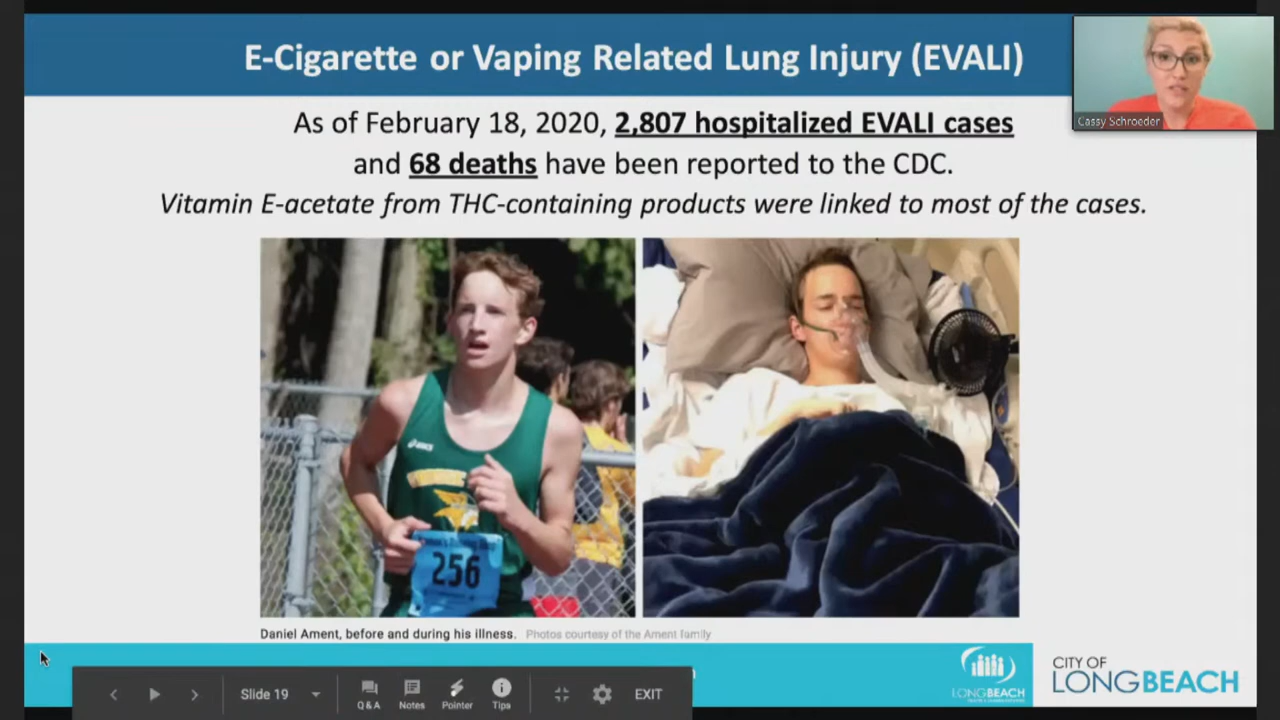 E-Cigarette or Vaping Related Lung Injury (EVALI)
Cassy Schroeder
As of February 18, 2020, 2,807 hospitalized EVALI cases
and 68 deaths have been reported to the CDC.
Vitamin E-acetate from THC-containing products were linked to most of the cases.
asics
256
Daniel Ament, before and during his illness. Photos courtesy of the Ament family
Slide 19
Q & A
Notes
Pointer
Tips
EXIT
LONGBEACH
CITY OF
LONGBEACH